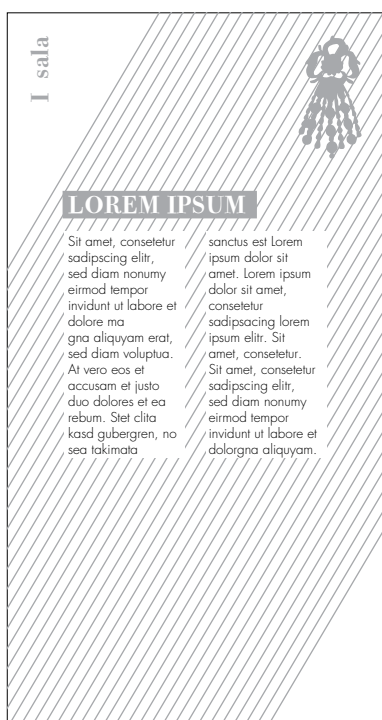 I sala
LOREM IPSUM
Sit amet, consetetur
sadipscing elitr,
sed diam nonumy
eirmod tempor
invidunt ut labore et
dolore ma
gna aliquyam erat,
sed diam voluptua.
At vero eos et
accusam et justo
duo dolores et ea
rebum. Stet clita
kasd gubergren, no
sea takimata
sanctus est Lorem
ipsum dolor sit
amet. Lorem ipsum
dolor sit amet,
consetetur
sadipsacing lorem
ipsum elitr. Sit
amet, consetetur.
Sit amet, consetetur
sadipscing elitr,
sed diam nonumy
eirmod tempor
invidunt ut labore et
dolorgna aliquyam.